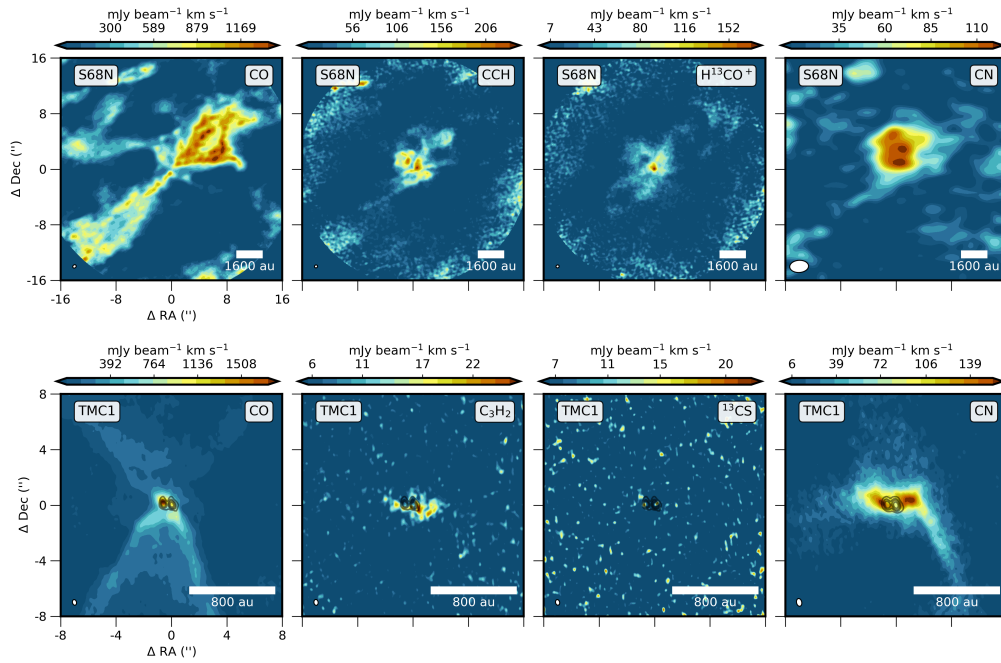 mJy beam⁻¹ km s⁻¹ mJy beam⁻¹ km s⁻¹ mJy beam⁻¹ km s⁻¹ mJy beam⁻¹ km s⁻¹
300 589 879 1169 56 106 156 206 7 43 80 116 152 35 60 85 110
16 S68N CO S68N CCH S68N H¹³CO⁺ S68N CN
8
0
-8
-16
Δ Dec ('')
1600 au 1600 au 1600 au 1600 au
-16 -8 0 8 16
Δ RA ('')
mJy beam⁻¹ km s⁻¹ mJy beam⁻¹ km s⁻¹ mJy beam⁻¹ km s⁻¹ mJy beam⁻¹ km s⁻¹
392 764 1136 1508 6 11 17 22 7 11 15 20 6 39 72 106 139
8 TMC1 CO TMC1 C₃H₂ TMC1 ¹³CS TMC1 CN
4
0
-4
-8
Δ Dec ('')
800 au 800 au 800 au 800 au
-8 -4 0 4 8
Δ RA ('')